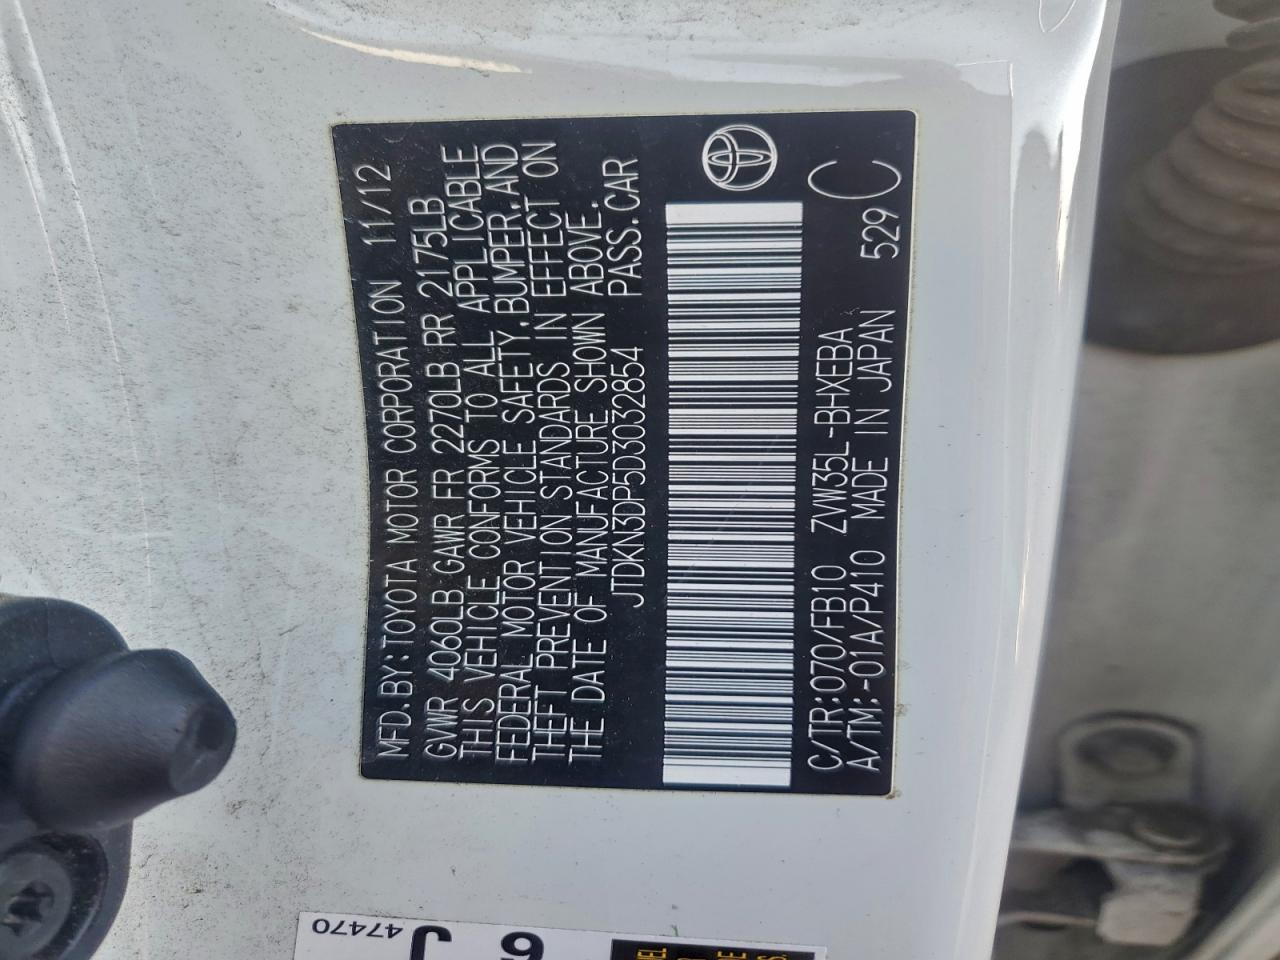 MFD.BY:TOYOTA MOTOR CORPORATION 11/12
GVWR 4060LB GAWR FR 2270LB RR 2175LB
THIS VEHICLE CONFORMS TO ALL APPLICABLE
FEDERAL MOTOR VEHICLE SAFETY,BUMPER,AND
THEFT PREVENTION STANDARDS IN EFFECT ON
THE DATE OF MANUFACTURE SHOWN ABOVE.
JTDKN3DP5D3032854 PASS.CAR
C/TR:070/FB10 ZVW35L-BHXEBA
A/TM:-01A/P410 MADE IN JAPAN 529 C
47470
J 6